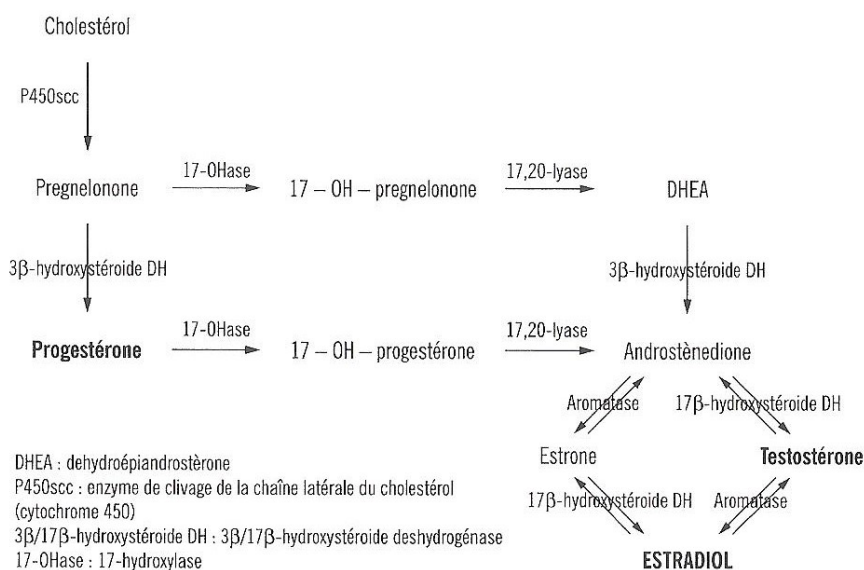 Cholestérol
P450scc
17-OHase
17,20-lyase
Pregnelonone
17 – OH – pregnelonone
DHEA
3β-hydroxystéroide DH
3β-hydroxystéroide DH
17-OHase
17,20-lyase
Progestérone
17 – OH – progestérone
Androstènedione
Aromatase
17β-hydroxystéroide DH
Estrone
Testostérone
17β-hydroxystéroide DH
Aromatase
ESTRADIOL
DHEA : dehydroépiandrostèrone
P450scc : enzyme de clivage de la chaîne latérale du cholestérol
(cytochrome 450)
3β/17β-hydroxystéroide DH : 3β/17β-hydroxystéroide deshydrogénase
17-OHase : 17-hydroxylase